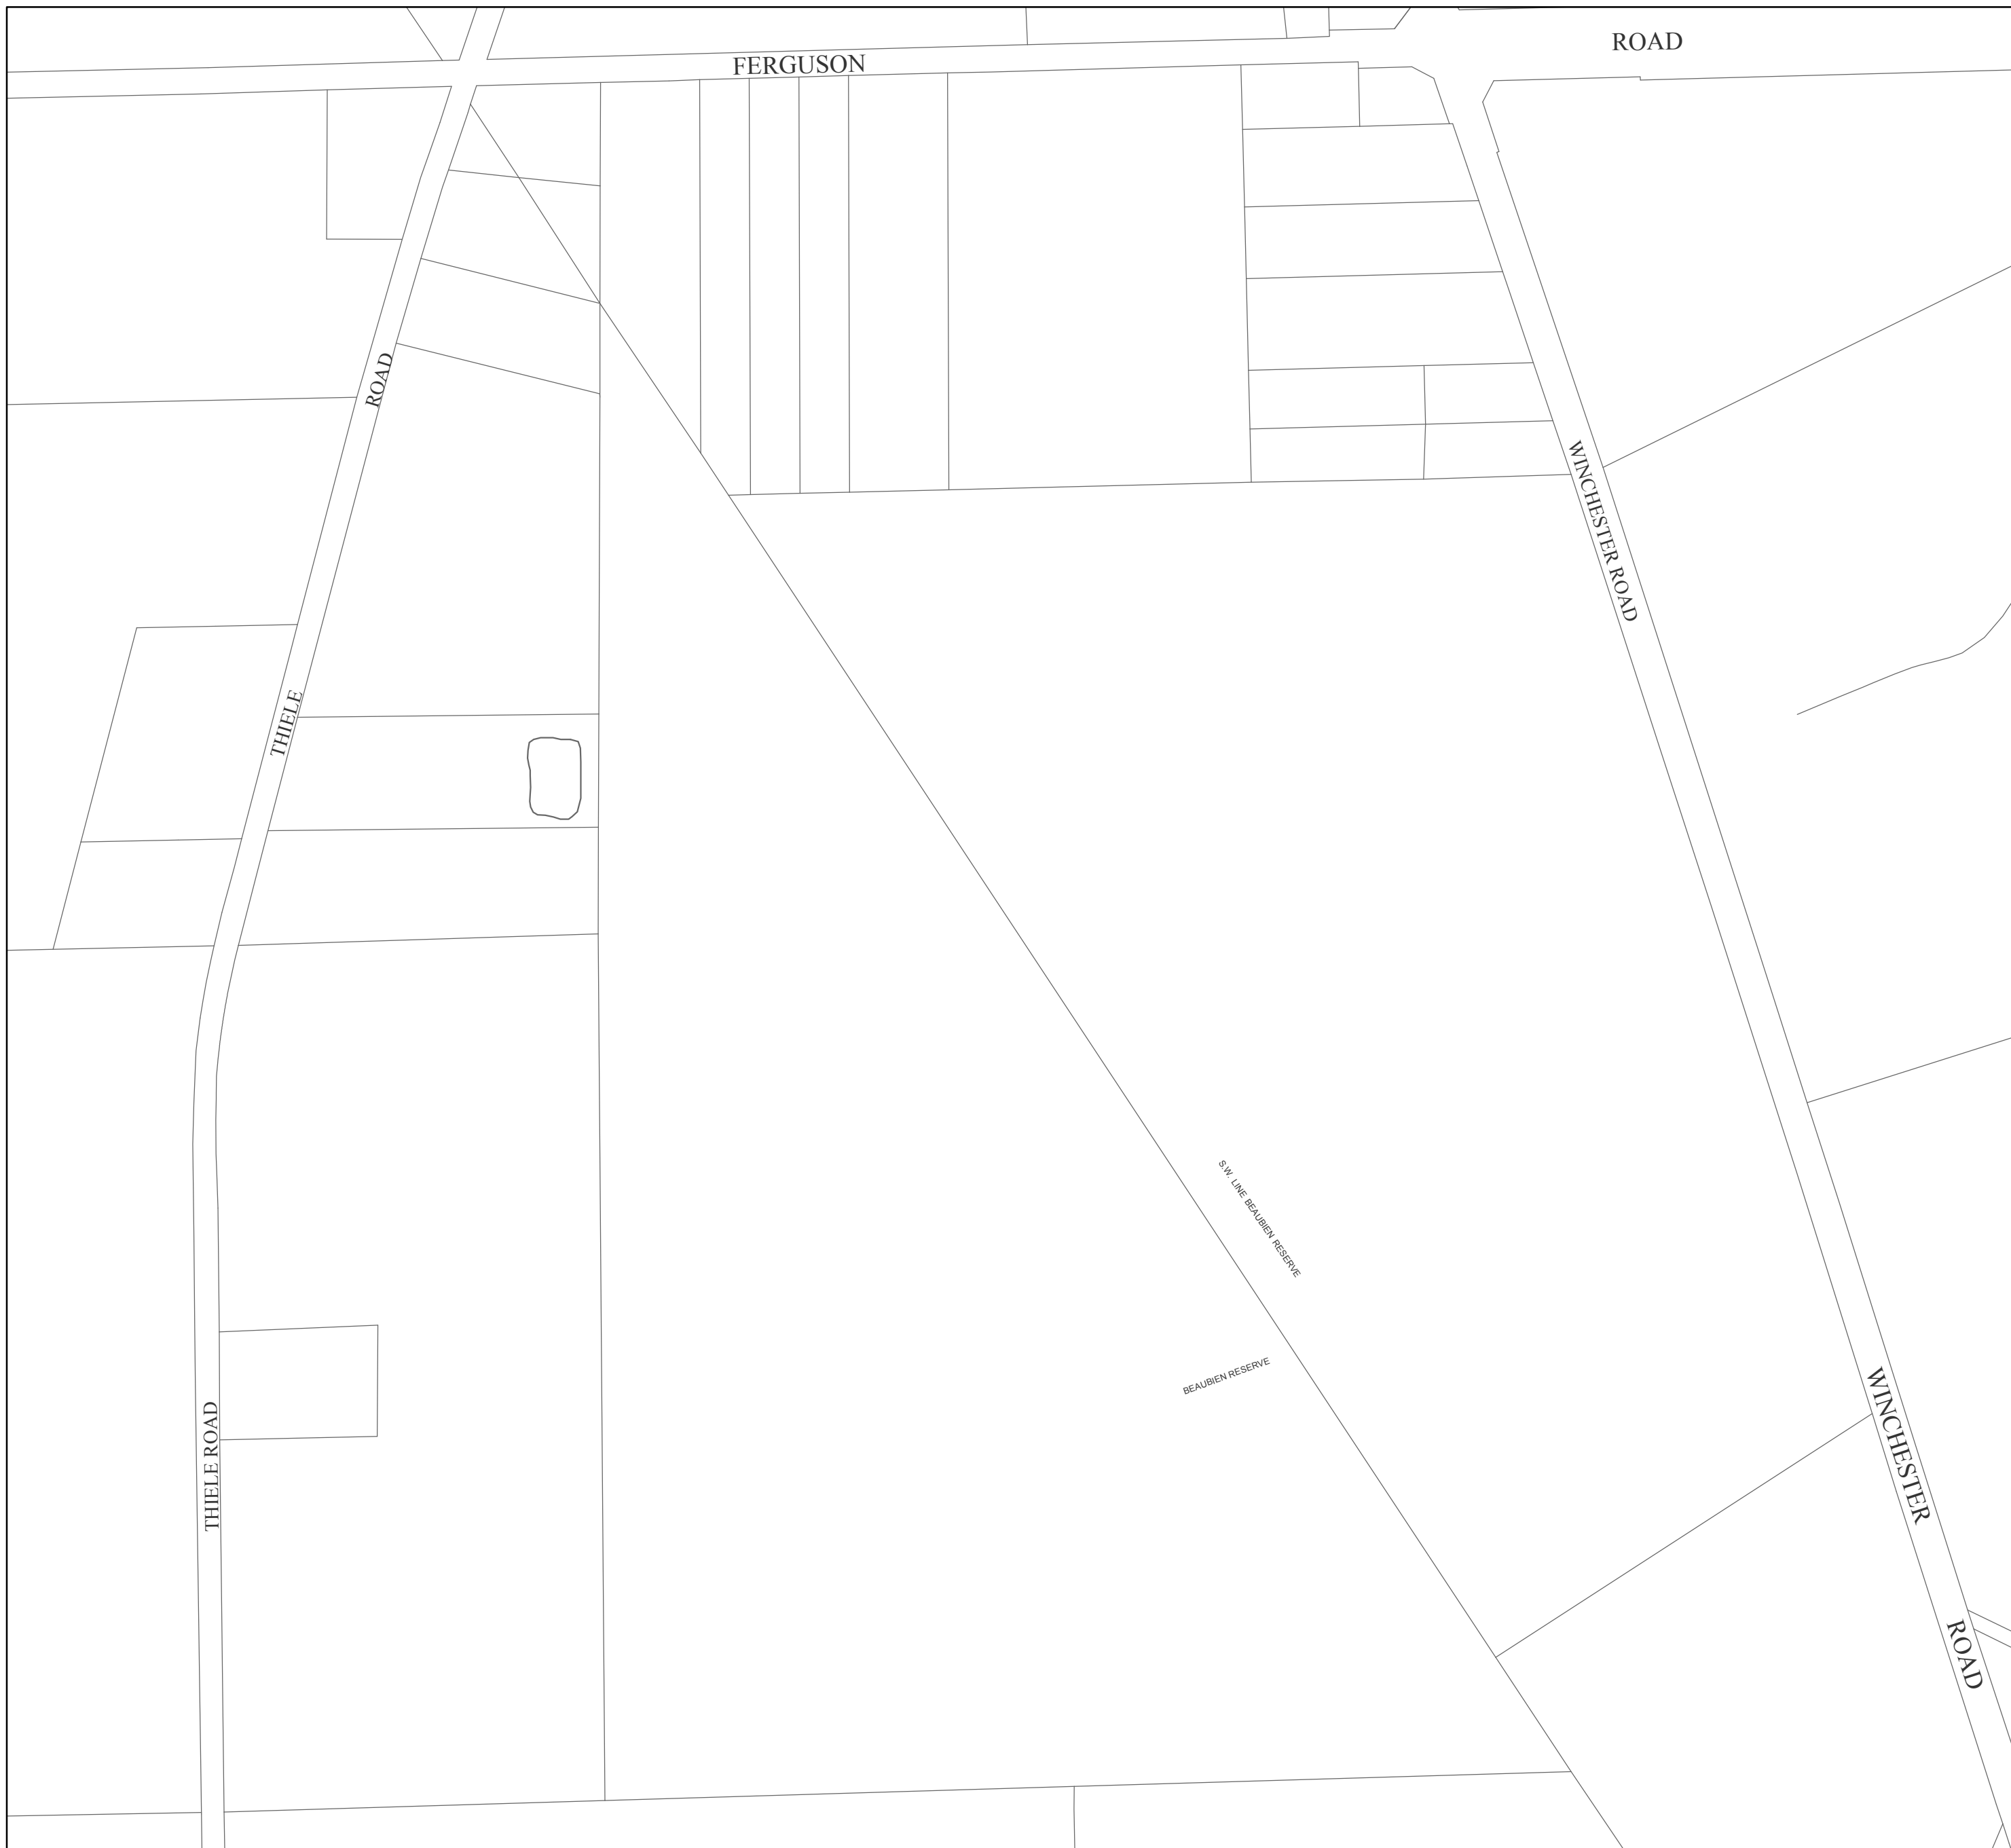 FERGUSON
ROAD
ROAD
THIELE
WINCHESTER ROAD
S.W. LINE BEAUBIEN RESERVE
BEAUBIEN RESERVE
THIELE ROAD
WINCHESTER
ROAD